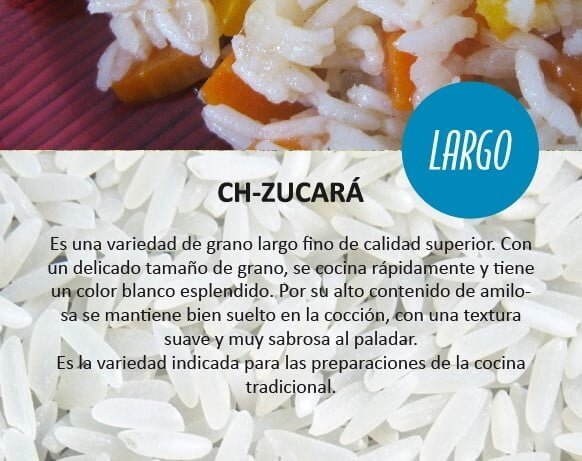 LARGO
CH-ZUCARÁ
Es una variedad de grano largo fino de calidad superior. Con
un delicado tamaño de grano, se cocina rápidamente y tiene
un color blanco esplendido. Por su alto contenido de amilo-
sa se mantiene bien suelto en la cocción, con una textura
suave y muy sabrosa al paladar.
Es la variedad indicada para las preparaciones de la cocina
tradicional.